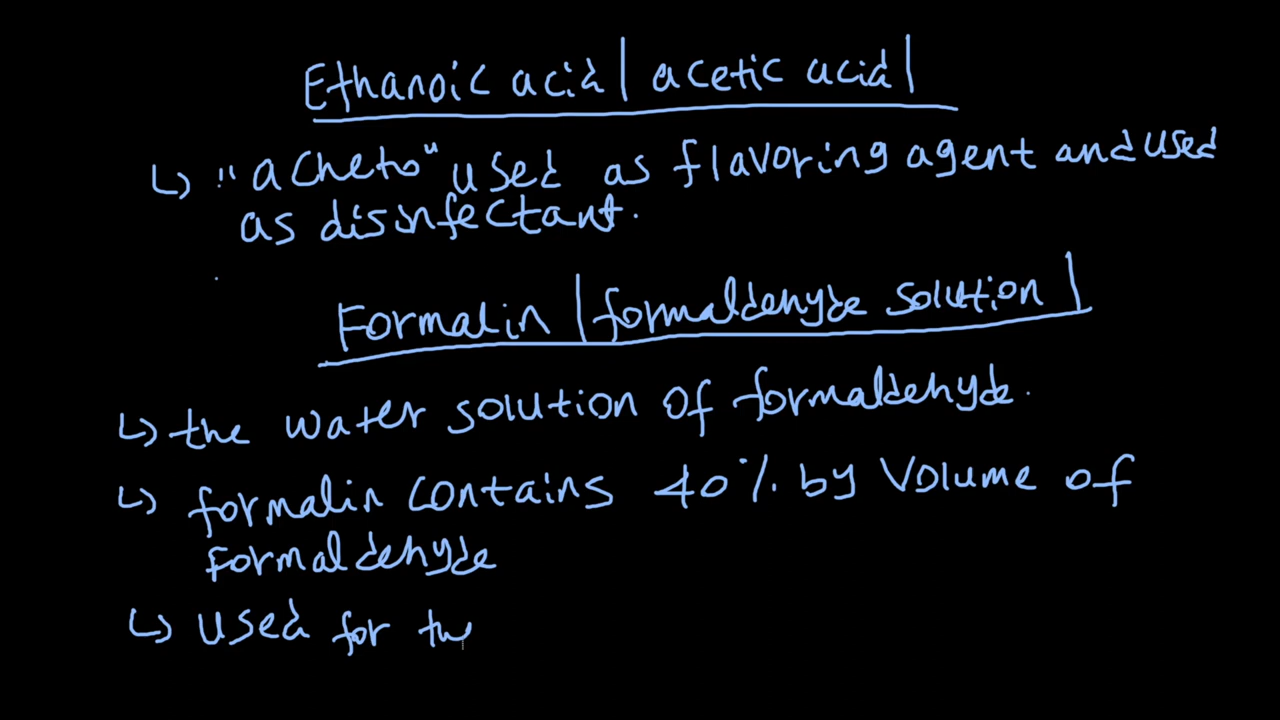 Ethanoic acid | acetic acid |
↳ "acheto" used as flavoring agent and used
as disinfectant.
Formalin | formaldehyde solution |
↳ the water solution of formaldehyde.
↳ formalin contains 40% by volume of
formaldehyde
↳ used for tw